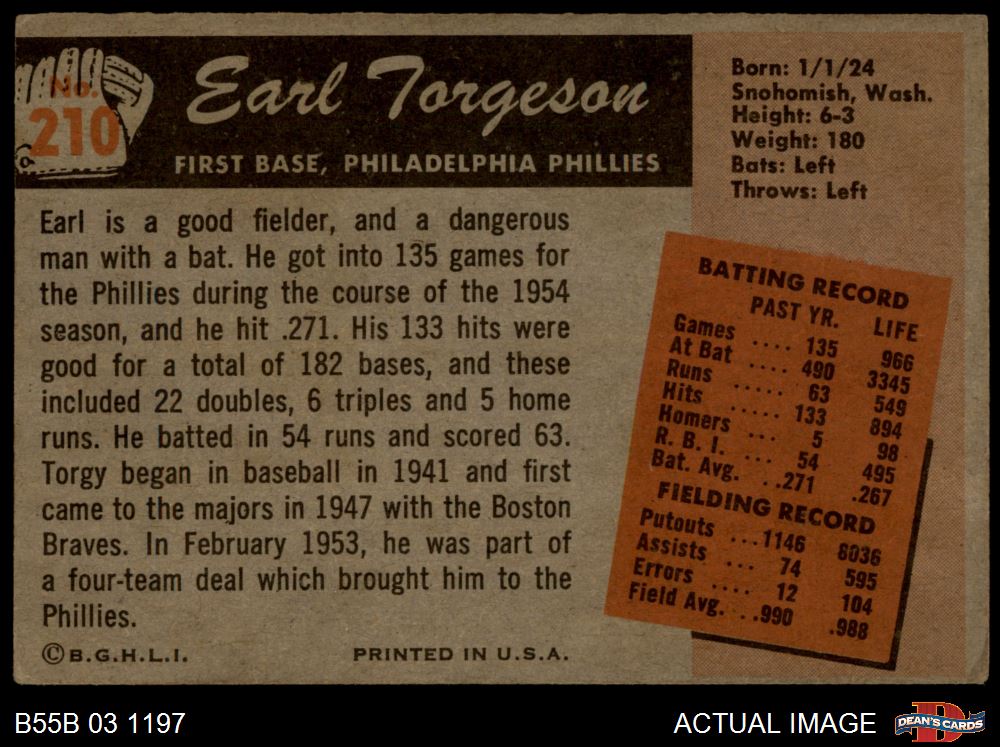 No.
210
Earl Torgeson
FIRST BASE, PHILADELPHIA PHILLIES
Born: 1/1/24
Snohomish, Wash.
Height: 6-3
Weight: 180
Bats: Left
Throws: Left
Earl is a good fielder, and a dangerous
man with a bat. He got into 135 games for
the Phillies during the course of the 1954
season, and he hit .271. His 133 hits were
good for a total of 182 bases, and these
included 22 doubles, 6 triples and 5 home
runs. He batted in 54 runs and scored 63.
Torgy began in baseball in 1941 and first
came to the majors in 1947 with the Boston
Braves. In February 1953, he was part of
a four-team deal which brought him to the
Phillies.
©B.G.H.L.I. PRINTED IN U.S.A.
BATTING RECORD
PAST YR. LIFE
Games .... 135 966
At Bat .... 490 3345
Runs ..... 63 549
Hits ..... 133 894
Homers ... 5 98
R. B. I. ... 54 495
Bat. Avg. ...271 .267
FIELDING RECORD
Putouts ...1146 8036
Assists ... 74 595
Errors .... 12 104
Field Avg. ..990 .988
B55B 03 1197
ACTUAL IMAGE
DEAN'S CARDS